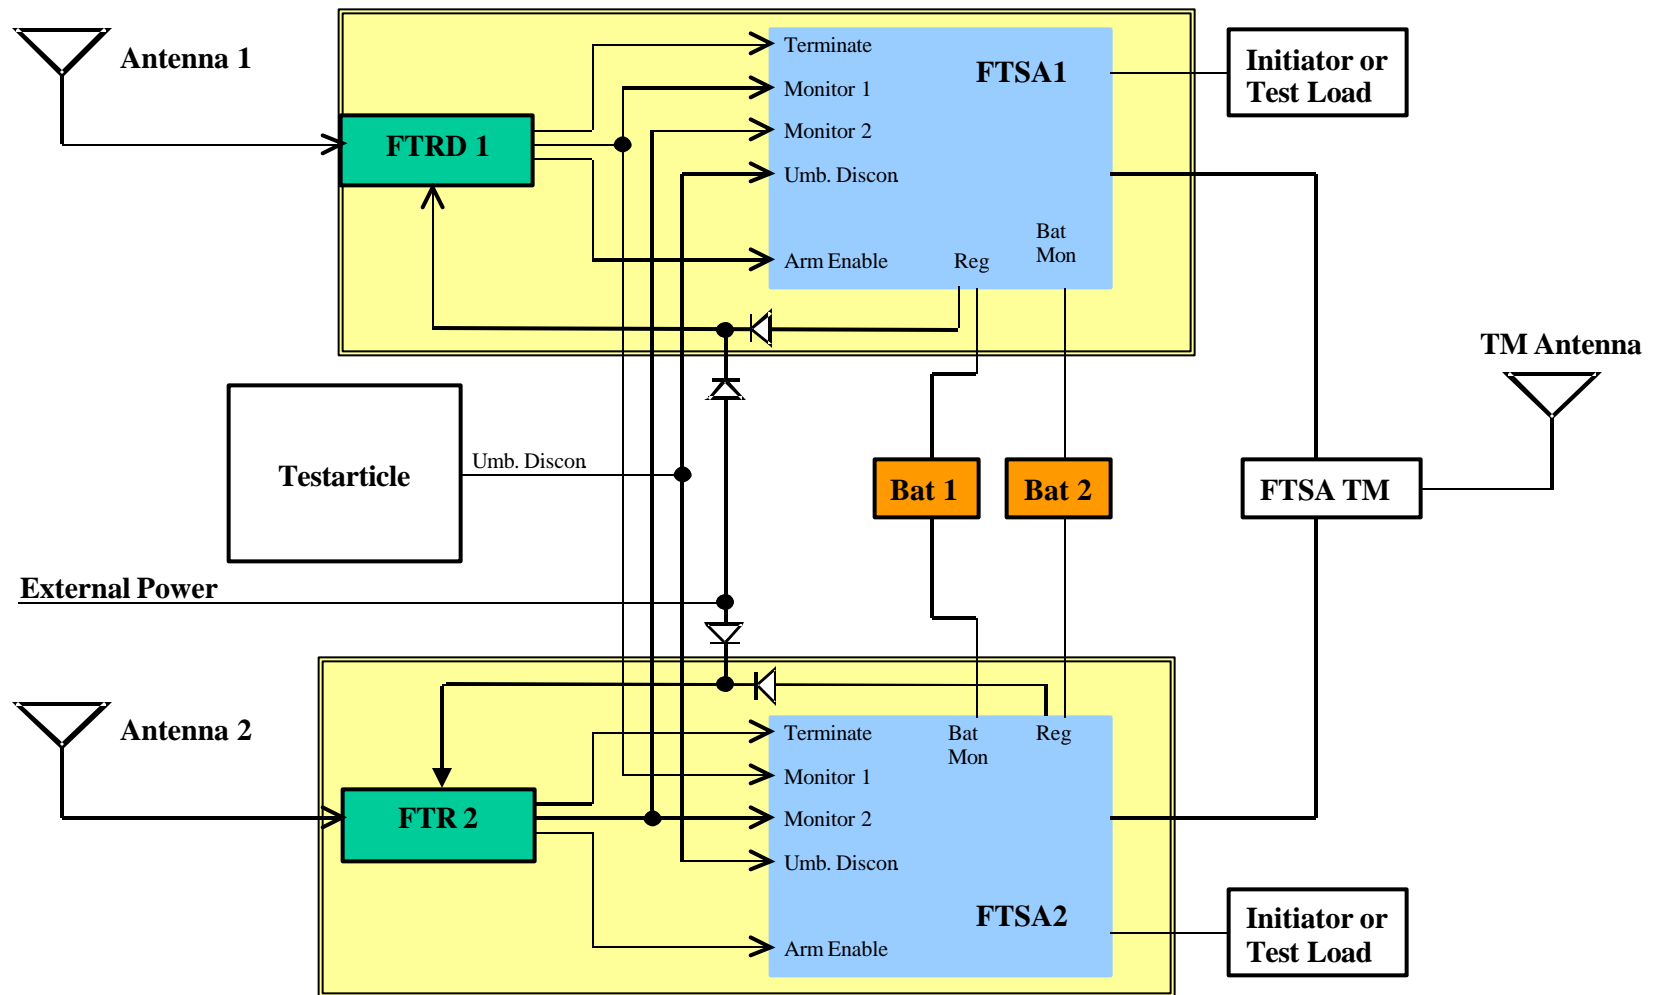 Antenna 1
FTRD 1
Terminate
Monitor 1
Monitor 2
Umb. Discon.
Arm Enable
FTSA1
Reg
Bat
Mon
Initiator or
Test Load
TM Antenna
Testarticle
Umb. Discon.
Bat 1
Bat 2
FTSA TM
External Power
Antenna 2
FTR 2
Terminate
Monitor 1
Monitor 2
Umb. Discon.
Arm Enable
Bat
Mon
Reg
FTSA2
Initiator or
Test Load